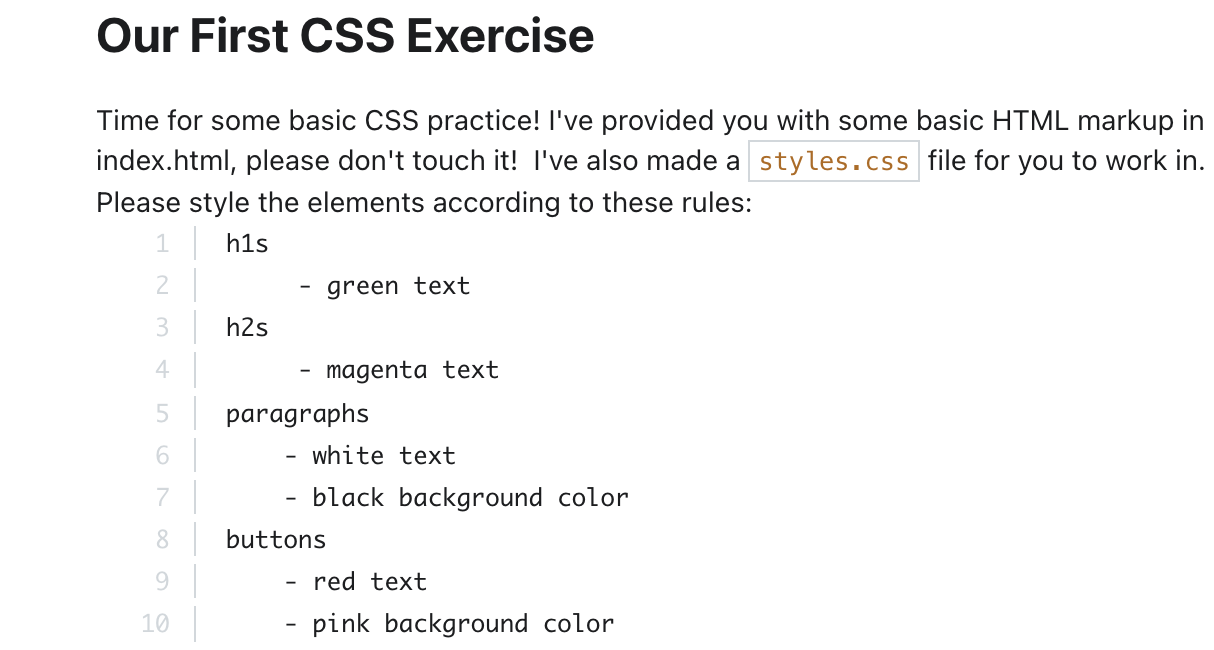 Our First CSS Exercise
Time for some basic CSS practice! I've provided you with some basic HTML markup in
index.html, please don't touch it!  I've also made a styles.css file for you to work in.
Please style the elements according to these rules:
1 h1s
2 - green text
3 h2s
4 - magenta text
5 paragraphs
6 - white text
7 - black background color
8 buttons
9 - red text
10 - pink background color